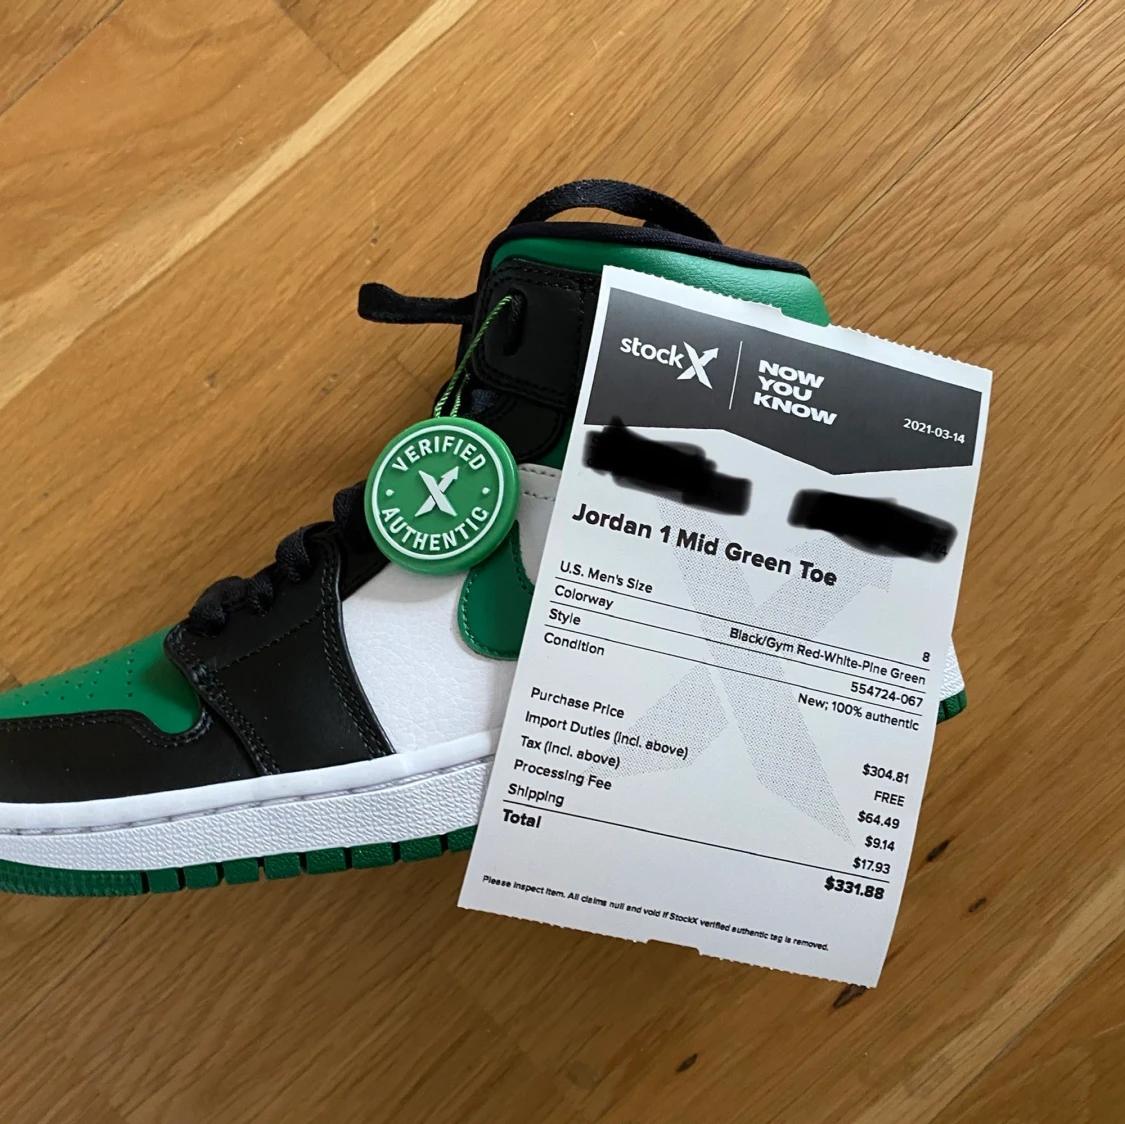 VERIFIED
AUTHENTIC
stockX
NOW
YOU
KNOW
2021-03-14
Jordan 1 Mid Green Toe
U.S. Men's Size 8
Colorway Black/Gym Red-White-Pine Green
Style 554724-067
Condition New; 100% authentic
Purchase Price $304.81
Import Duties (incl. above) FREE
Tax (incl. above) $64.49
Processing Fee $9.14
Shipping $17.93
Total $331.88
Please inspect item. All claims null and void if StockX verified authentic tag is removed.